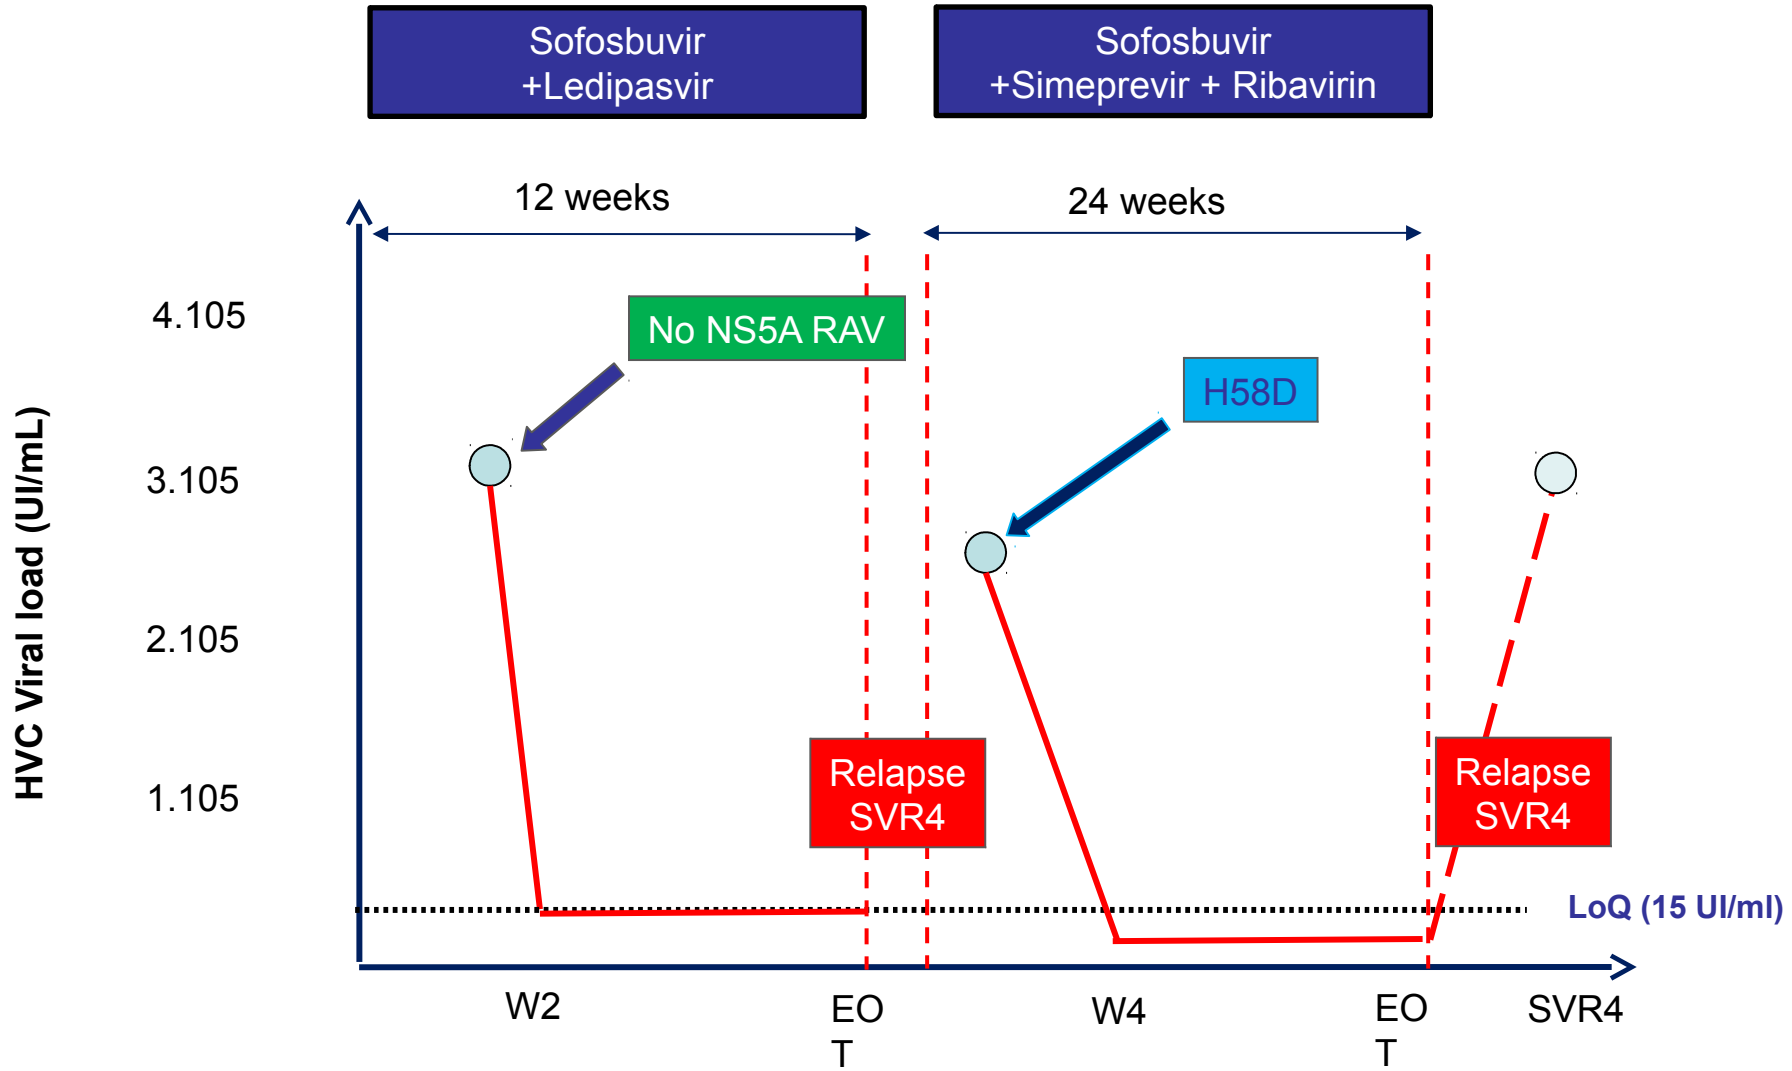 Sofosbuvir
+Ledipasvir
Sofosbuvir
+Simeprevir + Ribavirin
12 weeks
24 weeks
HVC Viral load (UI/mL)
4.105
3.105
2.105
1.105
No NS5A RAV
H58D
Relapse
SVR4
Relapse
SVR4
LoQ (15 UI/ml)
W2
EO
T
W4
EO
T
SVR4